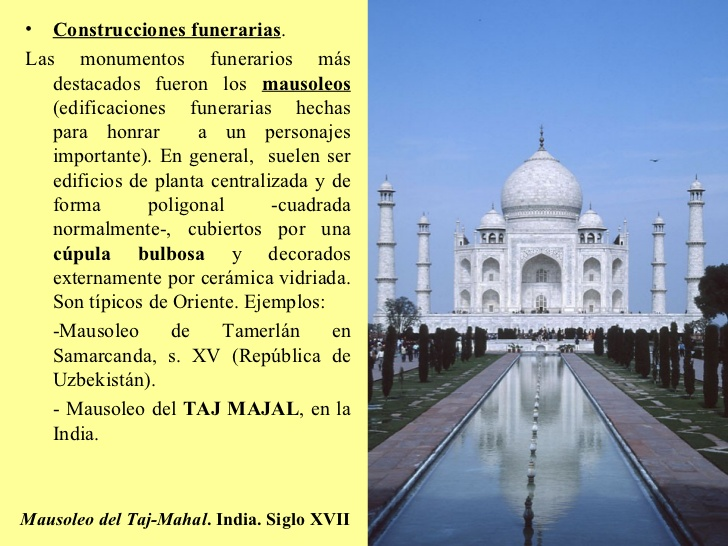 • Construcciones funerarias.
Las monumentos funerarios más
destacados fueron los mausoleos
(edificaciones funerarias hechas
para honrar a un personajes
importante). En general, suelen ser
edificios de planta centralizada y de
forma poligonal -cuadrada
normalmente-, cubiertos por una
cúpula bulbosa y decorados
externamente por cerámica vidriada.
Son típicos de Oriente. Ejemplos:
-Mausoleo de Tamerlán en
Samarcanda, s. XV (República de
Uzbekistán).
- Mausoleo del TAJ MAJAL, en la
India.
Mausoleo del Taj-Mahal. India. Siglo XVII